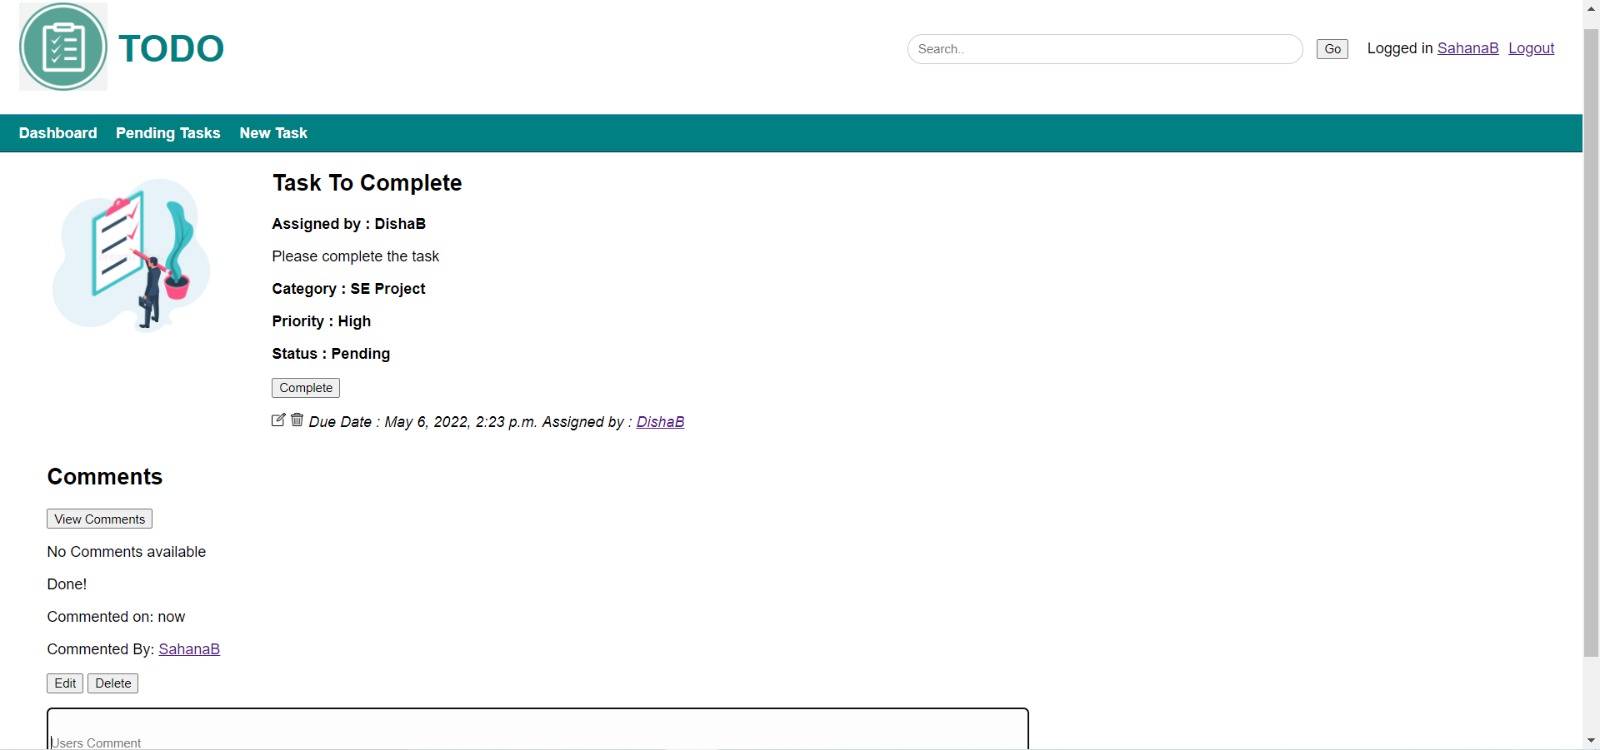 TODO
Search..
Go
Logged in SahanaB Logout
Dashboard Pending Tasks New Task
Task To Complete
Assigned by : DishaB
Please complete the task
Category : SE Project
Priority : High
Status : Pending
Complete
Due Date : May 6, 2022, 2:23 p.m. Assigned by : DishaB
Comments
View Comments
No Comments available
Done!
Commented on: now
Commented By: SahanaB
Edit Delete
Users Comment